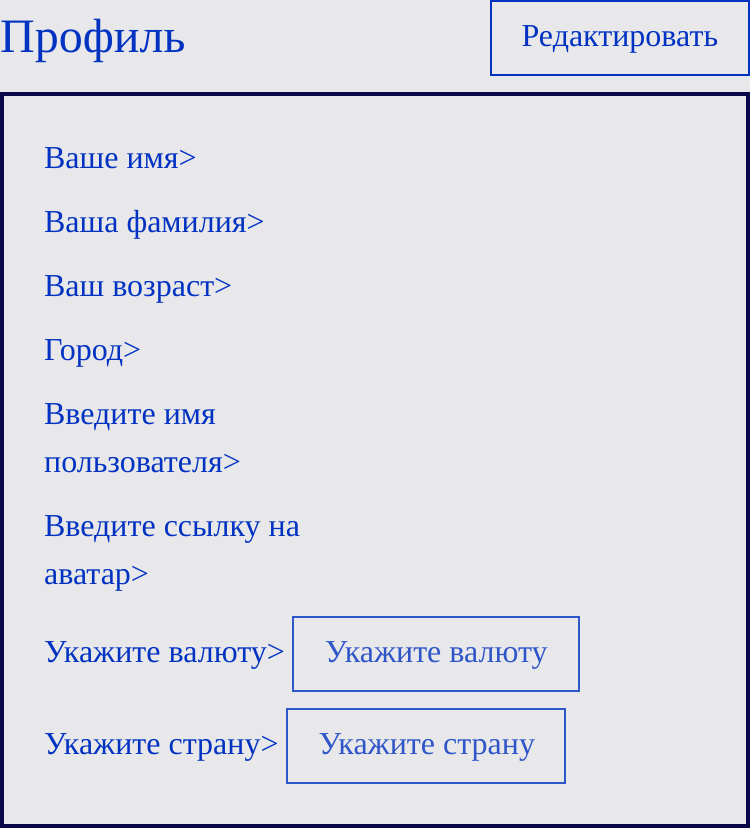 Профиль
Редактировать
Ваше имя>
Ваша фамилия>
Ваш возраст>
Город>
Введите имя
пользователя>
Введите ссылку на
аватар>
Укажите валюту> Укажите валюту
Укажите страну> Укажите страну